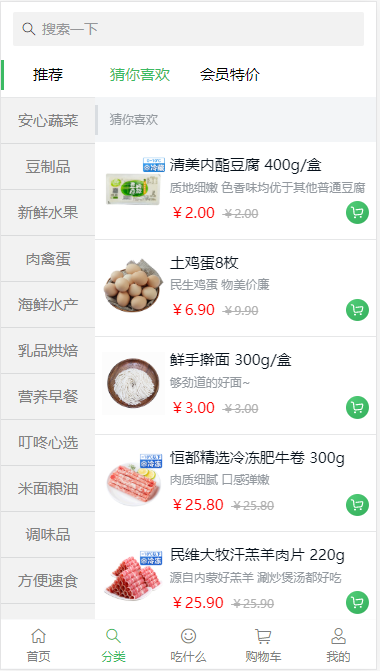 搜索一下
推荐
猜你喜欢
会员特价
安心蔬菜
豆制品
新鲜水果
肉禽蛋
海鲜水产
乳品烘焙
营养早餐
叮咚心选
米面粮油
调味品
方便速食
猜你喜欢
冷藏
清美内酯豆腐 400g/盒
质地细嫩 色香味均优于其他普通豆腐
￥2.00 ￥2.00
土鸡蛋8枚
民生鸡蛋 物美价廉
￥6.90 ￥9.90
鲜手擀面 300g/盒
够劲道的好面~
￥3.00 ￥3.00
冷冻
恒都精选冷冻肥牛卷 300g
肉质细腻 口感弹嫩
￥25.80 ￥25.80
冷冻
民维大牧汗羔羊肉片 220g
源自内蒙好羔羊 涮炒煲汤都好吃
￥25.90 ￥25.90
首页
分类
吃什么
购物车
我的